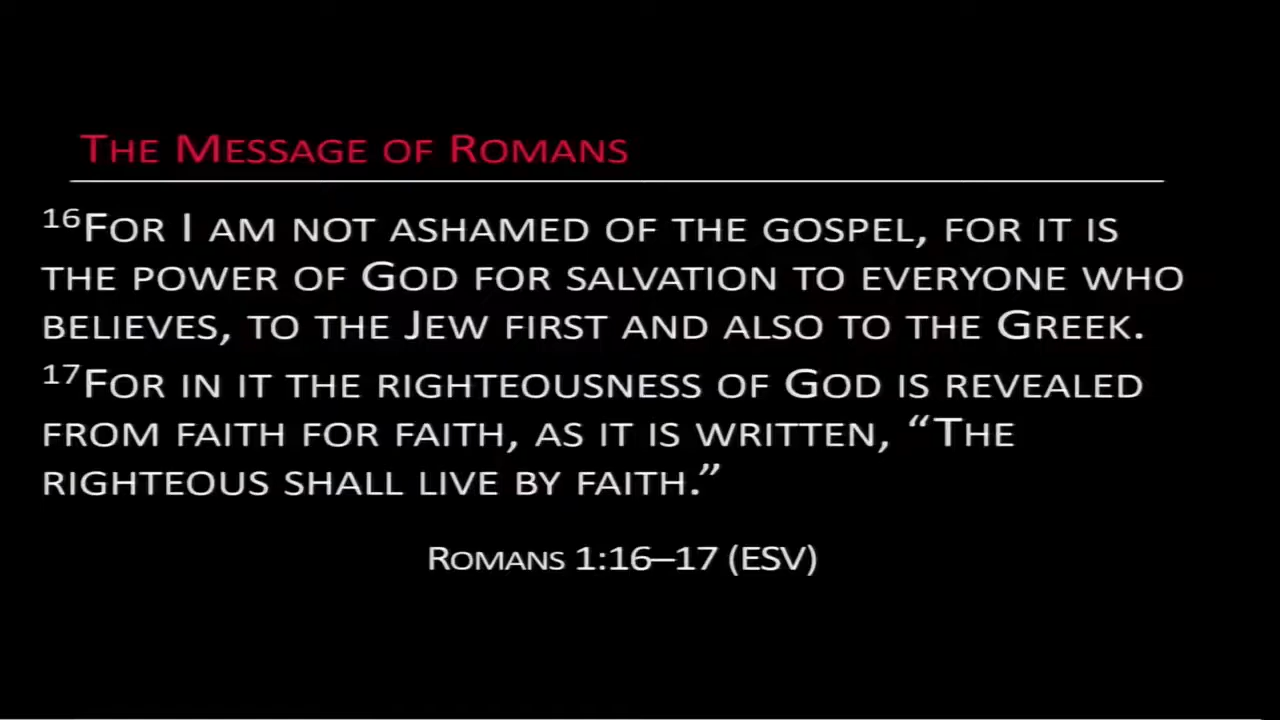 The Message of Romans
¹⁶For I am not ashamed of the gospel, for it is
the power of God for salvation to everyone who
believes, to the Jew first and also to the Greek.
¹⁷For in it the righteousness of God is revealed
from faith for faith, as it is written, “The
righteous shall live by faith.”
Romans 1:16–17 (ESV)